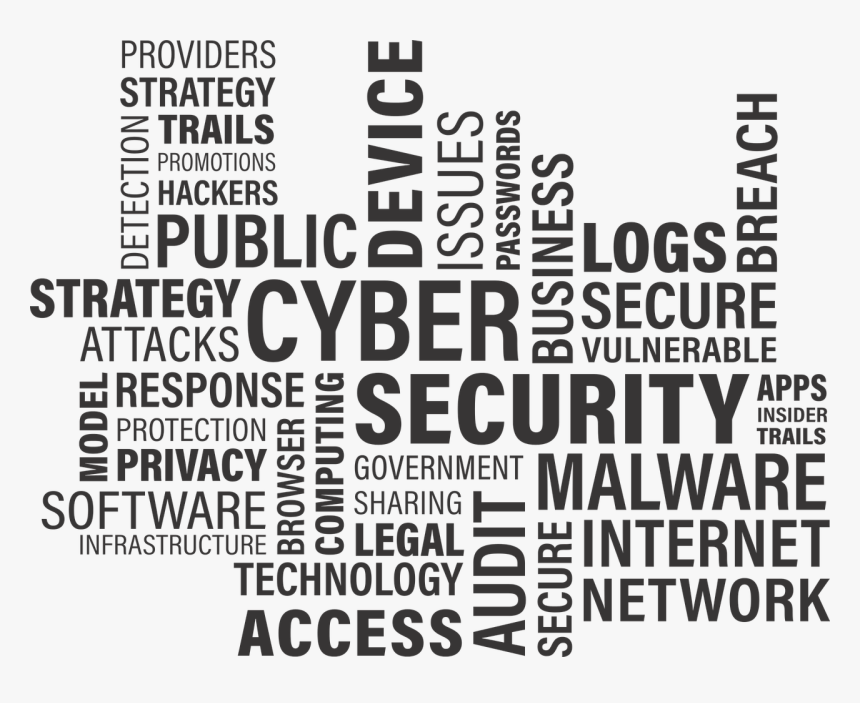 PROVIDERS
STRATEGY
DETECTION
TRAILS
PROMOTIONS
HACKERS
PUBLIC
DEVICE
ISSUES
PASSWORDS
BUSINESS
LOGS
BREACH
STRATEGY
CYBER
SECURE
ATTACKS
VULNERABLE
MODEL
RESPONSE
PROTECTION
PRIVACY
BROWSER
COMPUTING
SECURITY
APPS
INSIDER
TRAILS
GOVERNMENT
MALWARE
SOFTWARE
SHARING
INFRASTRUCTURE
LEGAL
AUDIT
SECURE
INTERNET
TECHNOLOGY
NETWORK
ACCESS